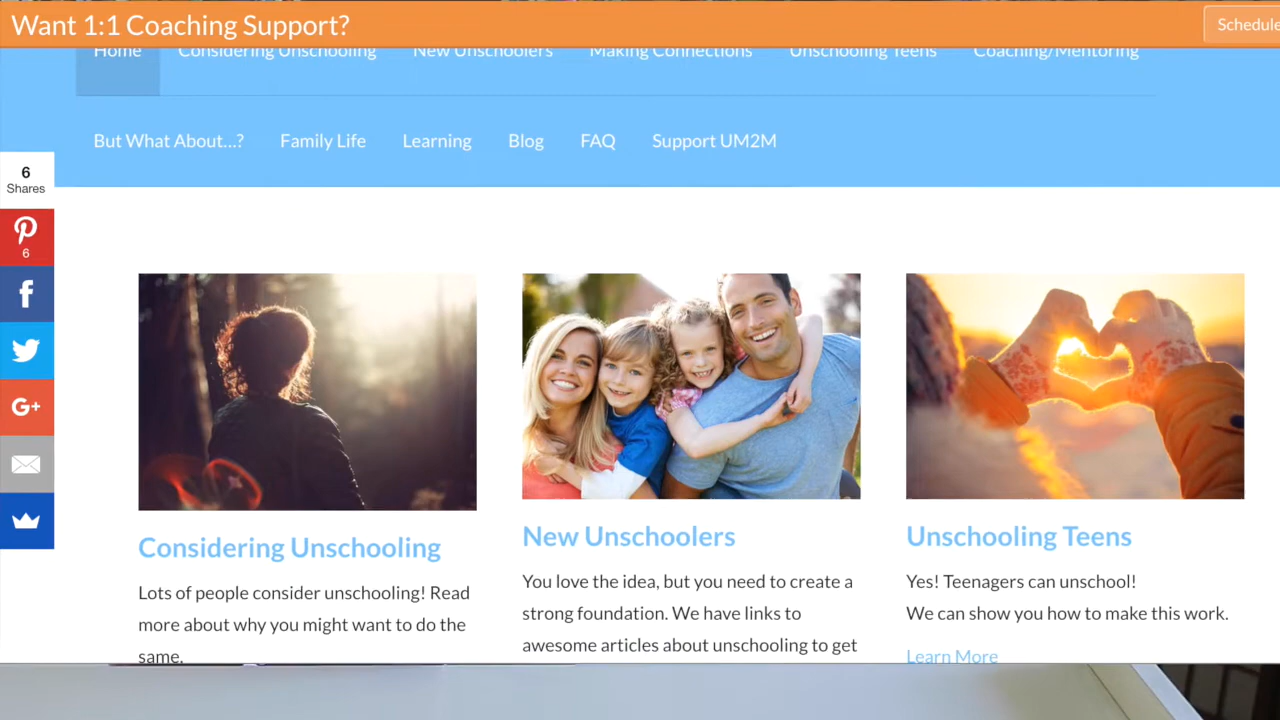 Want 1:1 Coaching Support?
Schedule
Home Considering Unschooling New Unschoolers Making Connections Unschooling Teens Coaching/Mentoring
But What About...? Family Life Learning Blog FAQ Support UM2M
6
Shares
6
G+
Considering Unschooling
Lots of people consider unschooling! Read
more about why you might want to do the
same.
New Unschoolers
You love the idea, but you need to create a
strong foundation. We have links to
awesome articles about unschooling to get
Unschooling Teens
Yes! Teenagers can unschool!
We can show you how to make this work.
Learn More